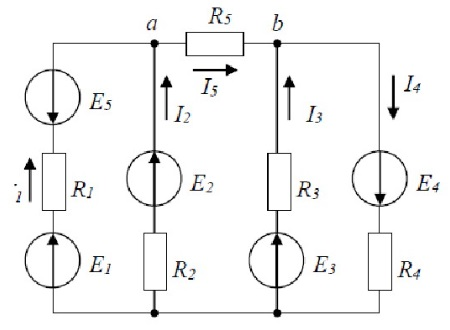 a R5 b
I5
E5 I2 I3 I4
R1 E2 R3 E4
E1 R2 E3 R4